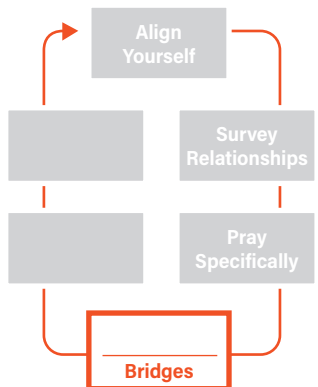 Align
Yourself
Survey
Relationships
Pray
Specifically
Bridges